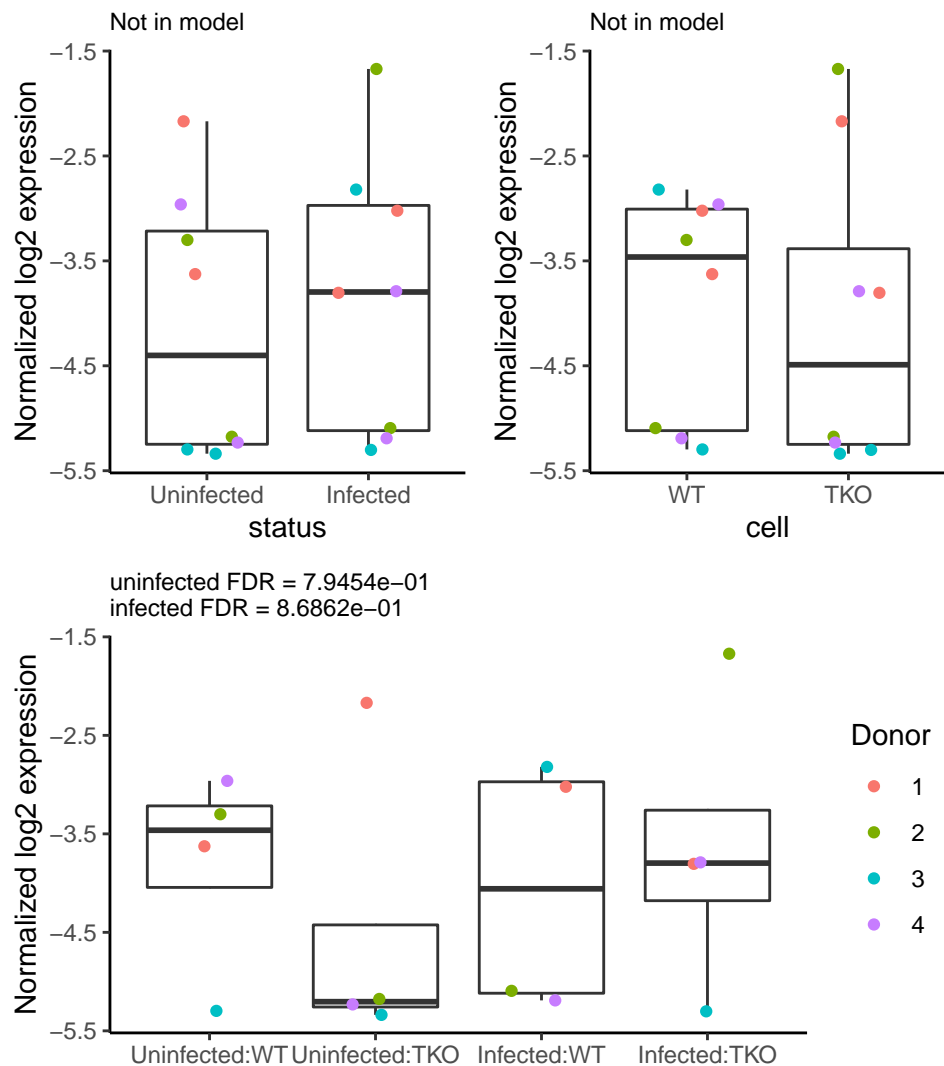 Not in model
Normalized log2 expression
−1.5
−2.5
−3.5
−4.5
−5.5
Uninfected Infected
status
Not in model
Normalized log2 expression
−1.5
−2.5
−3.5
−4.5
−5.5
WT TKO
cell
uninfected FDR = 7.9454e−01
infected FDR = 8.6862e−01
Normalized log2 expression
−1.5
−2.5
−3.5
−4.5
−5.5
Uninfected:WT Uninfected:TKO Infected:WT Infected:TKO
Donor
1
2
3
4